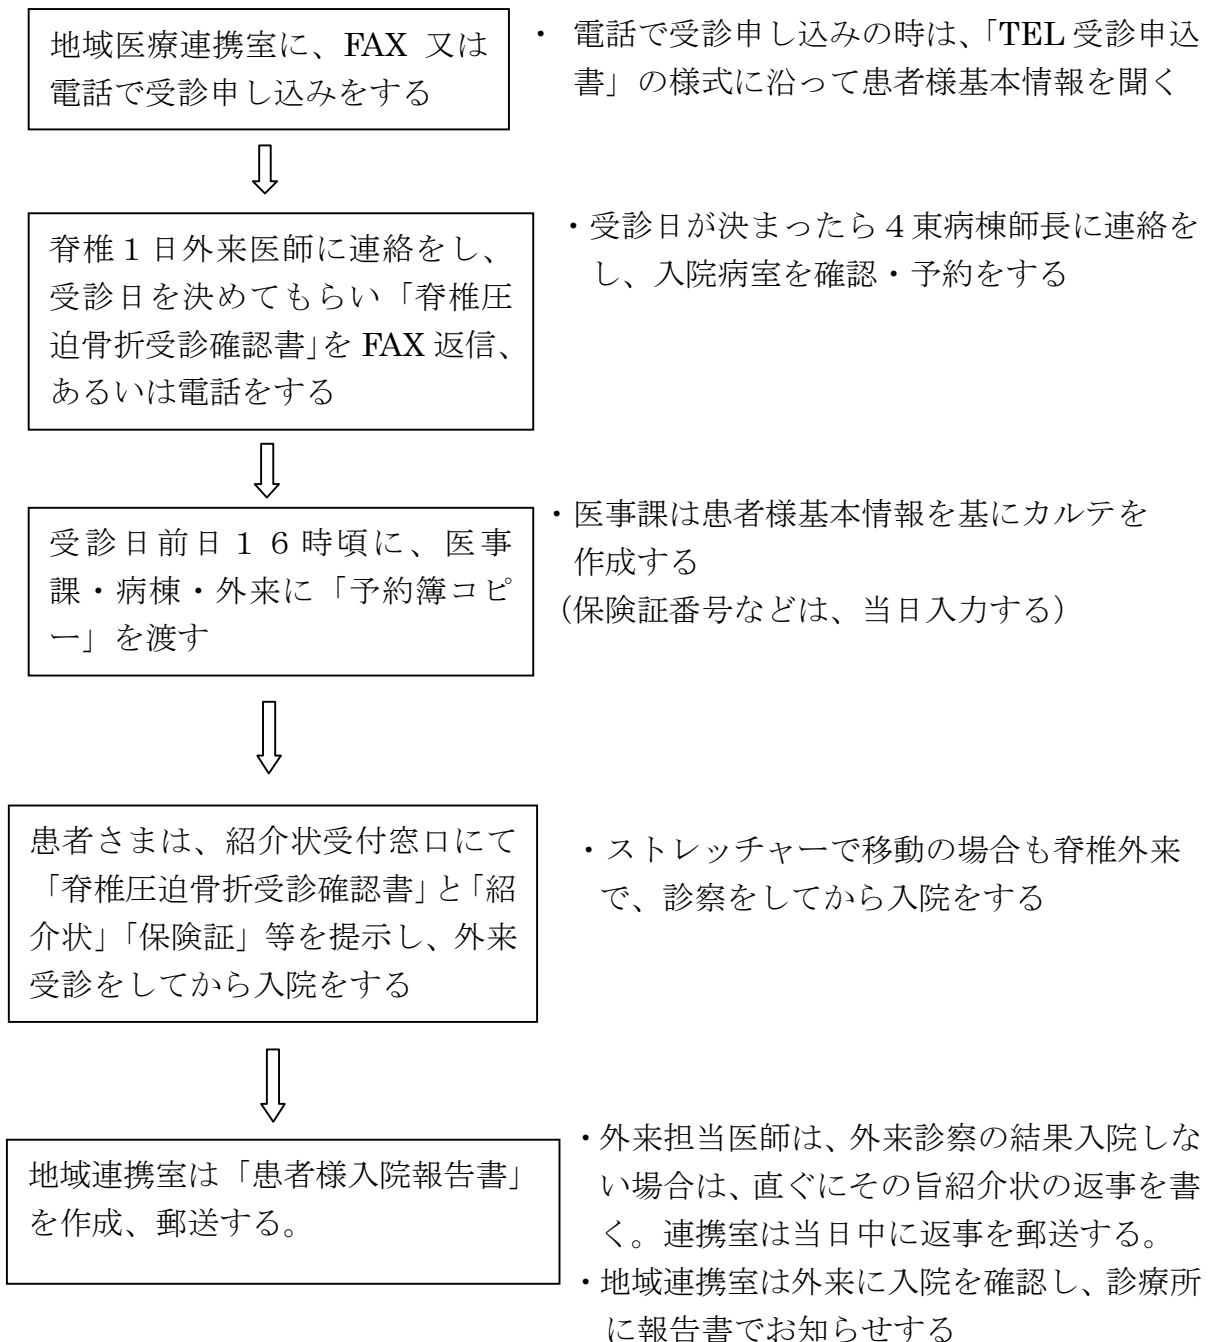 地域医療連携室に、FAX 又は
電話で受診申し込みをする
・ 電話で受診申し込みの時は、「TEL 受診申込
書」の様式に沿って患者様基本情報を聞く
脊椎１日外来医師に連絡をし、
受診日を決めてもらい「脊椎圧
迫骨折受診確認書」を FAX 返信、
あるいは電話をする
・受診日が決まったら４東病棟師長に連絡を
し、入院病室を確認・予約をする
受診日前日１６時頃に、医事
課・病棟・外来に「予約簿コピ
ー」を渡す
・医事課は患者様基本情報を基にカルテを
作成する
（保険証番号などは、当日入力する）
患者さまは、紹介状受付窓口にて
「脊椎圧迫骨折受診確認書」と「紹
介状」「保険証」等を提示し、外来
受診をしてから入院をする
・ストレッチャーで移動の場合も脊椎外来
で、診察をしてから入院をする
地域連携室は「患者様入院報告書」
を作成、郵送する。
・外来担当医師は、外来診察の結果入院しな
い場合は、直ぐにその旨紹介状の返事を書
く。連携室は当日中に返事を郵送する。
・地域連携室は外来に入院を確認し、診療所
に報告書でお知らせする